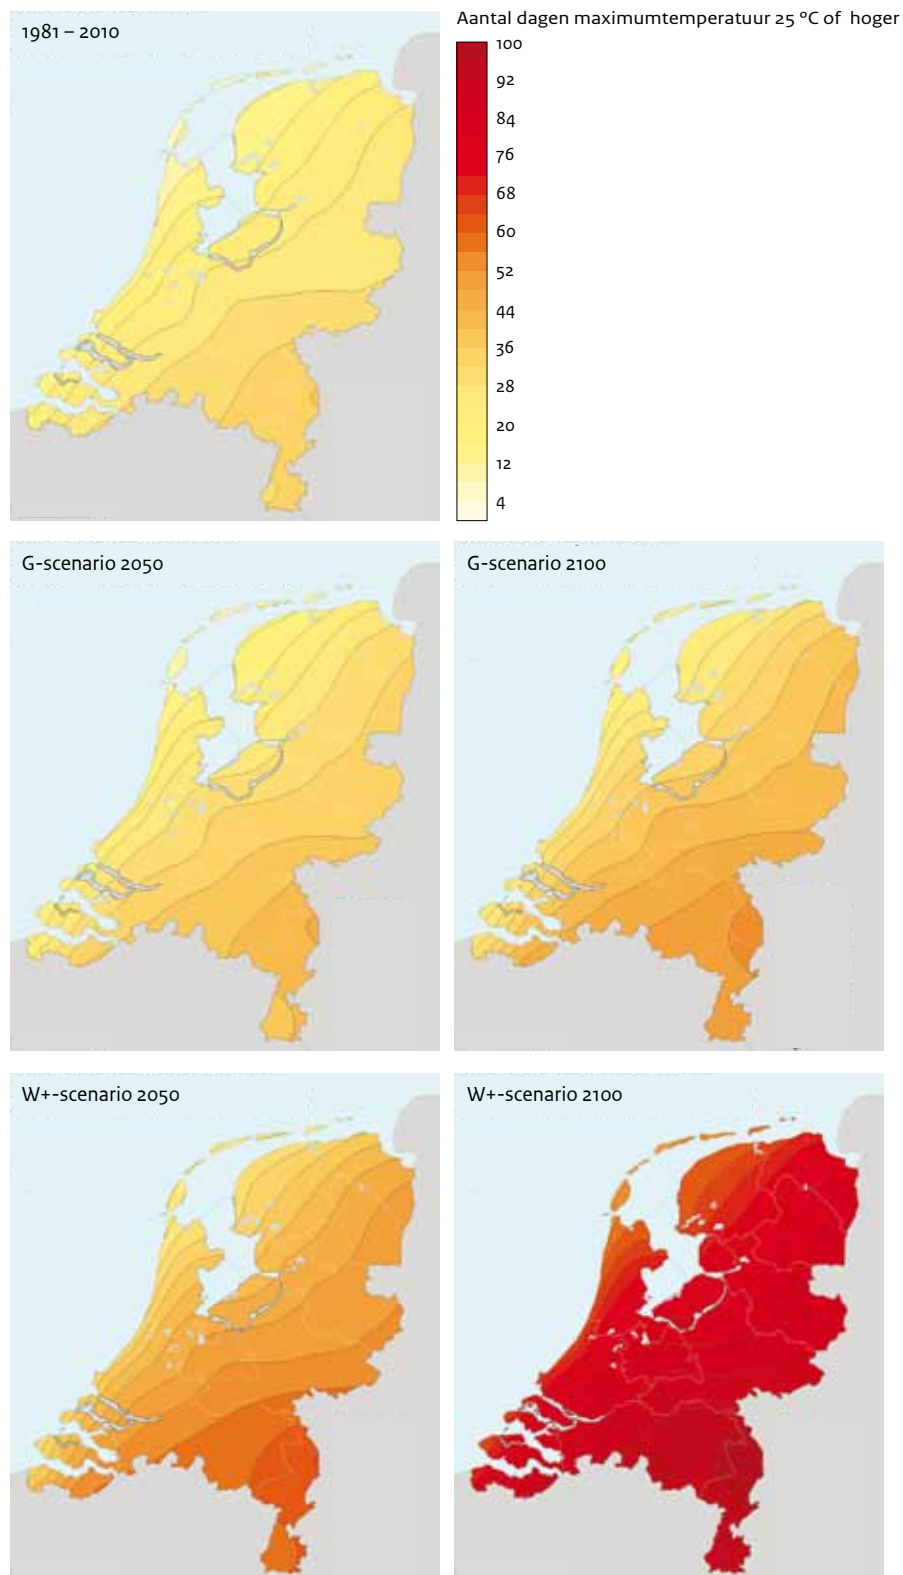 1981 – 2010
Aantal dagen maximumtemperatuur 25 °C of hoger
100
92
84
76
68
60
52
44
36
28
20
12
4
G-scenario 2050
G-scenario 2100
W+-scenario 2050
W+-scenario 2100